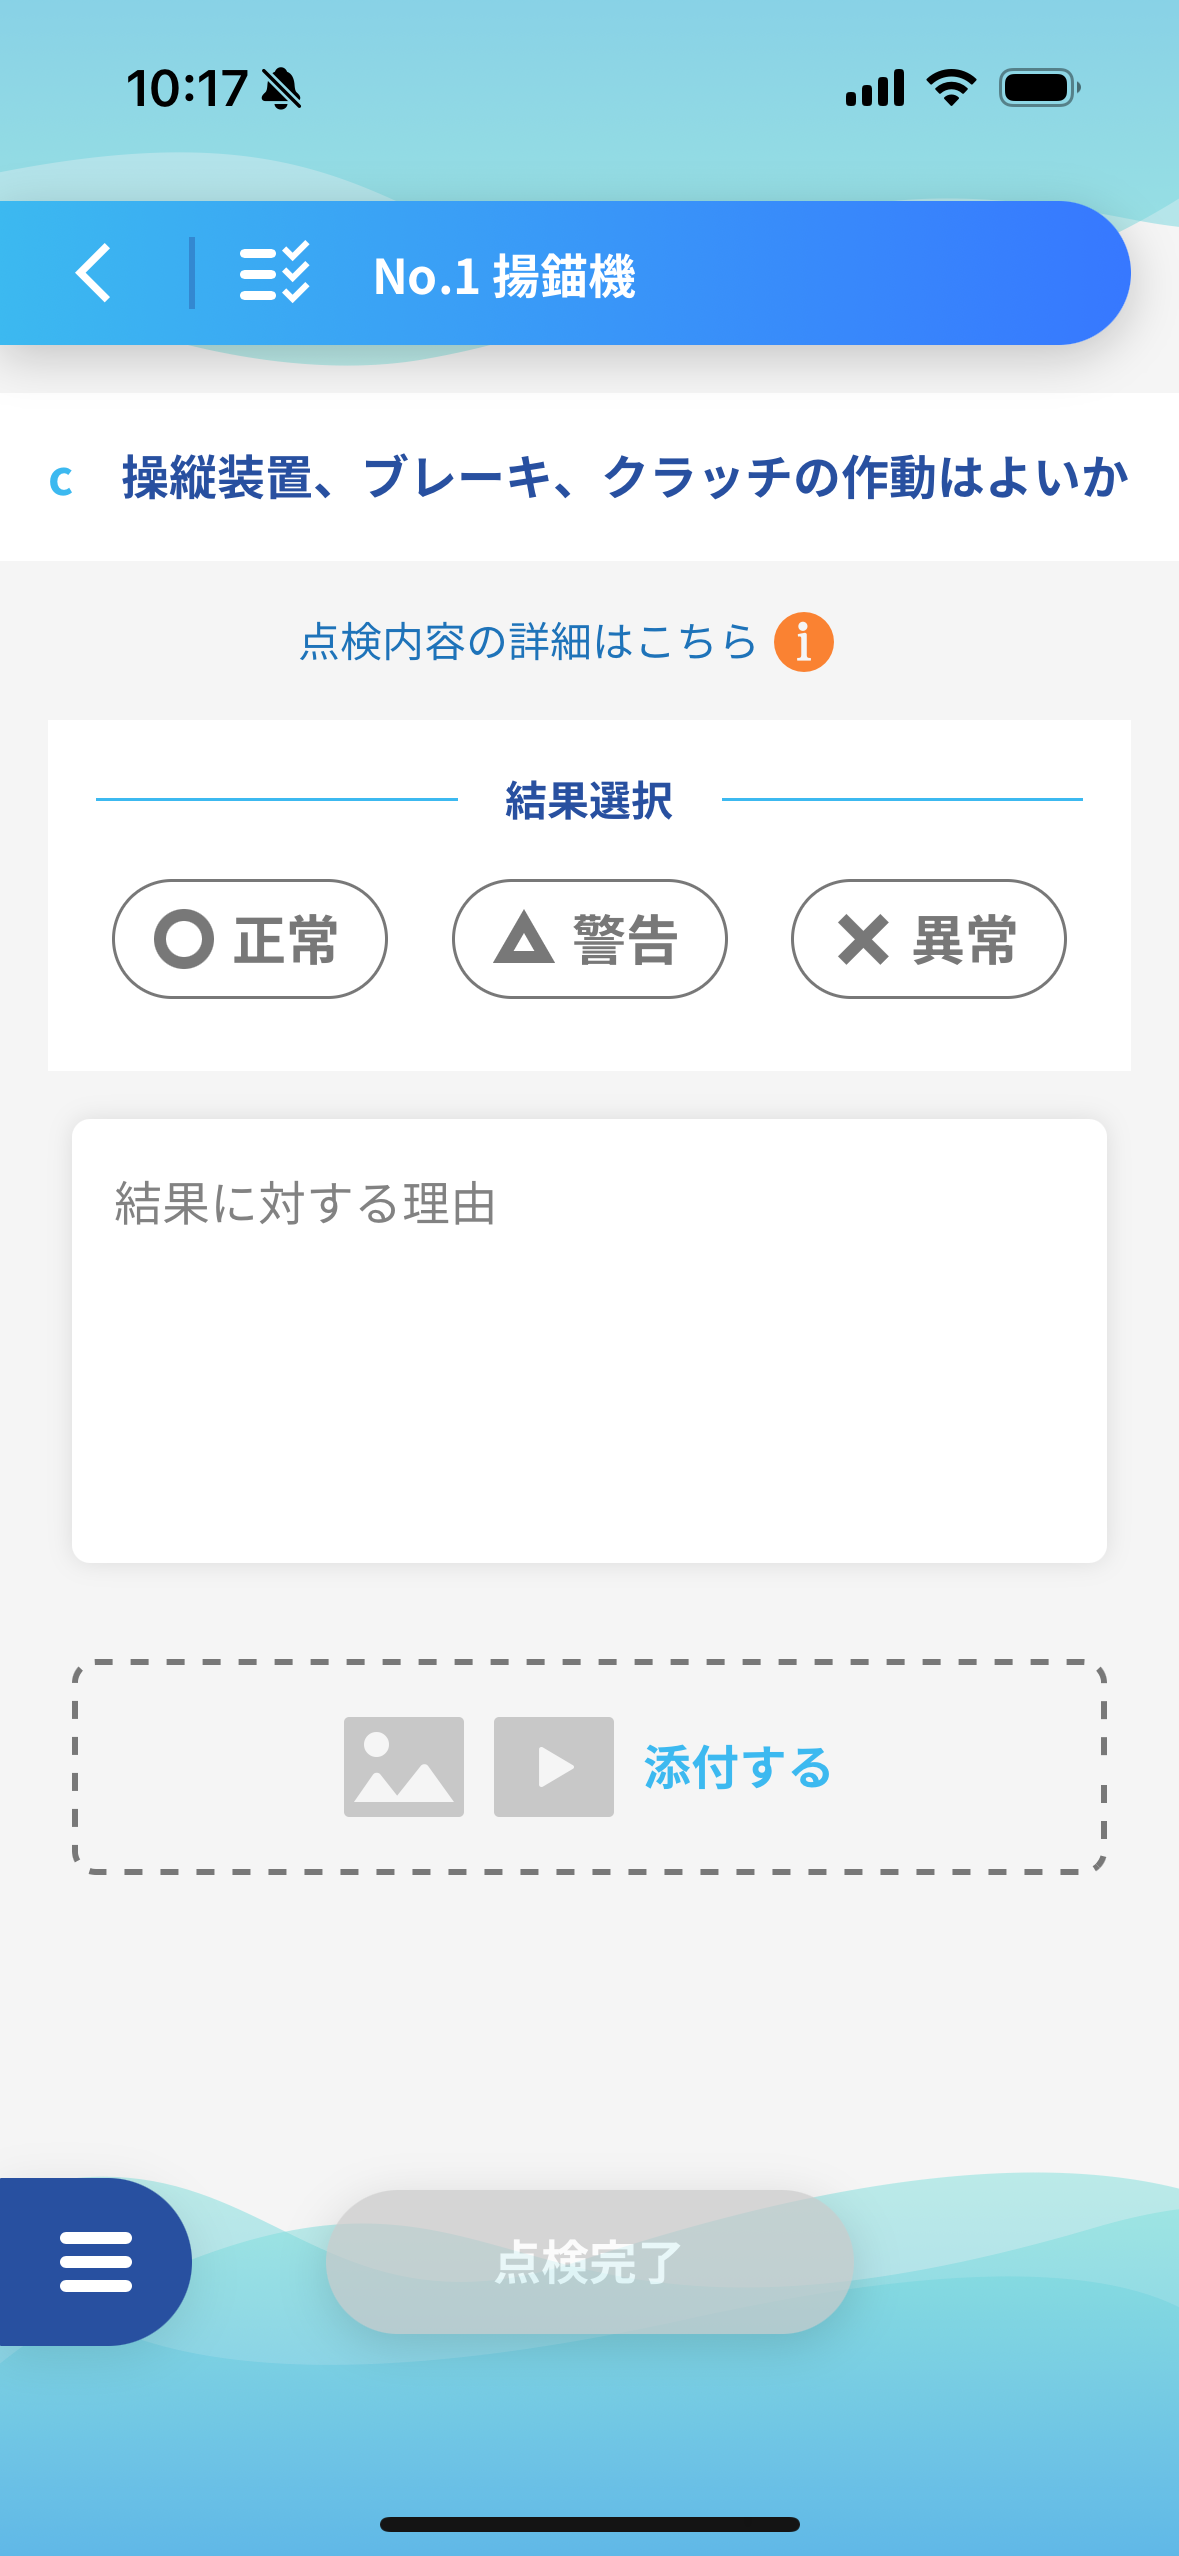 10:17
No.1 揚錨機
c 操縦装置、ブレーキ、クラッチの作動はよいか
点検内容の詳細はこちら i
結果選択
正常 警告 異常
結果に対する理由
添付する
点検完了